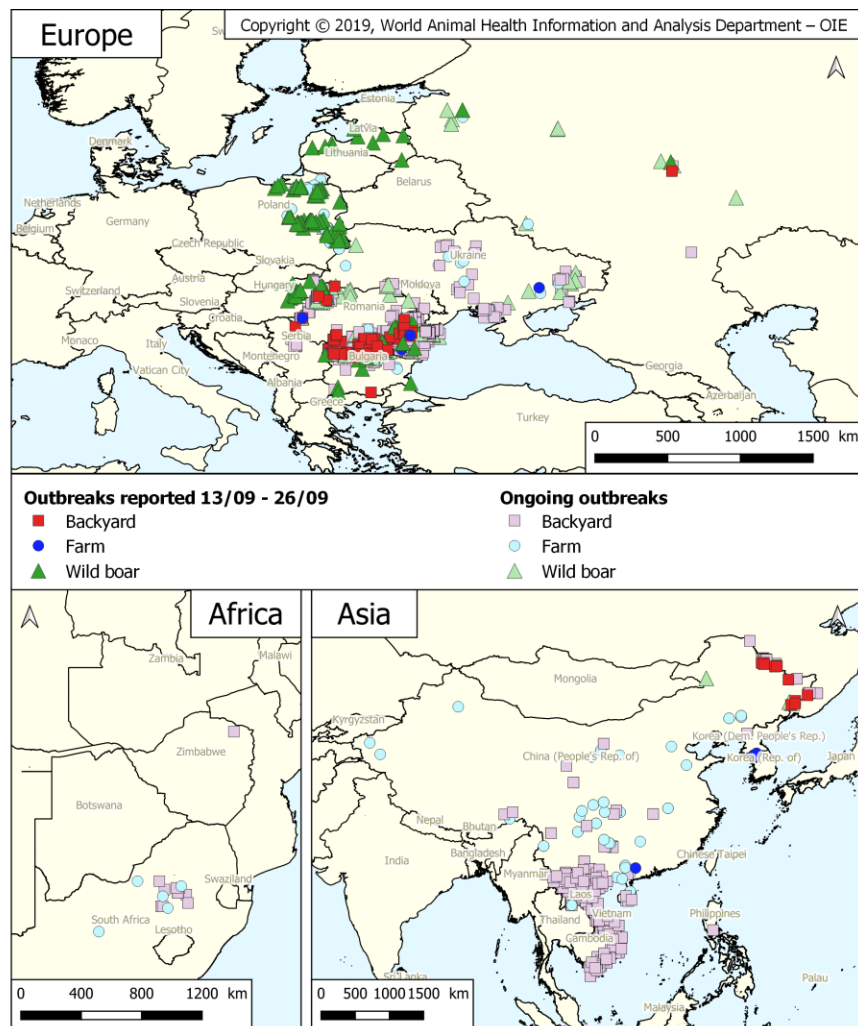 Europe
Copyright © 2019, World Animal Health Information and Analysis Department – OIE
Estonia
Latvia
Denmark
Lithuania
Belarus
Netherlands
Poland
Germany
Belgium
Czech Republic
Ukraine
Slovakia
Austria
Hungary
Moldova
Switzerland
Slovenia
Romania
Croatia
Monaco
Serbia
Italy
Montenegro
Bulgaria
Georgia
Vatican City
Albania
Azerbaijan
Greece
Turkey
km
0 500 1000 1500
Outbreaks reported 13/09 - 26/09
Backyard
Farm
Wild boar
Ongoing outbreaks
Backyard
Farm
Wild boar
Africa
Zambia
Malawi
Zimbabwe
Botswana
Swaziland
South Africa
Lesotho
km
0 400 800 1200
Asia
Mongolia
Kyrgyzstan
Korea (Dem. People's Rep.)
China (People's Rep. of)
Korea (Rep. of)
Japan
Nepal
Bhutan
Bangladesh
Chinese Taipei
India
Myanmar
Laos
Thailand
Vietnam
Philippines
Cambodia
Sri Lanka
Palau
Malaysia
km
0 500 1000 1500